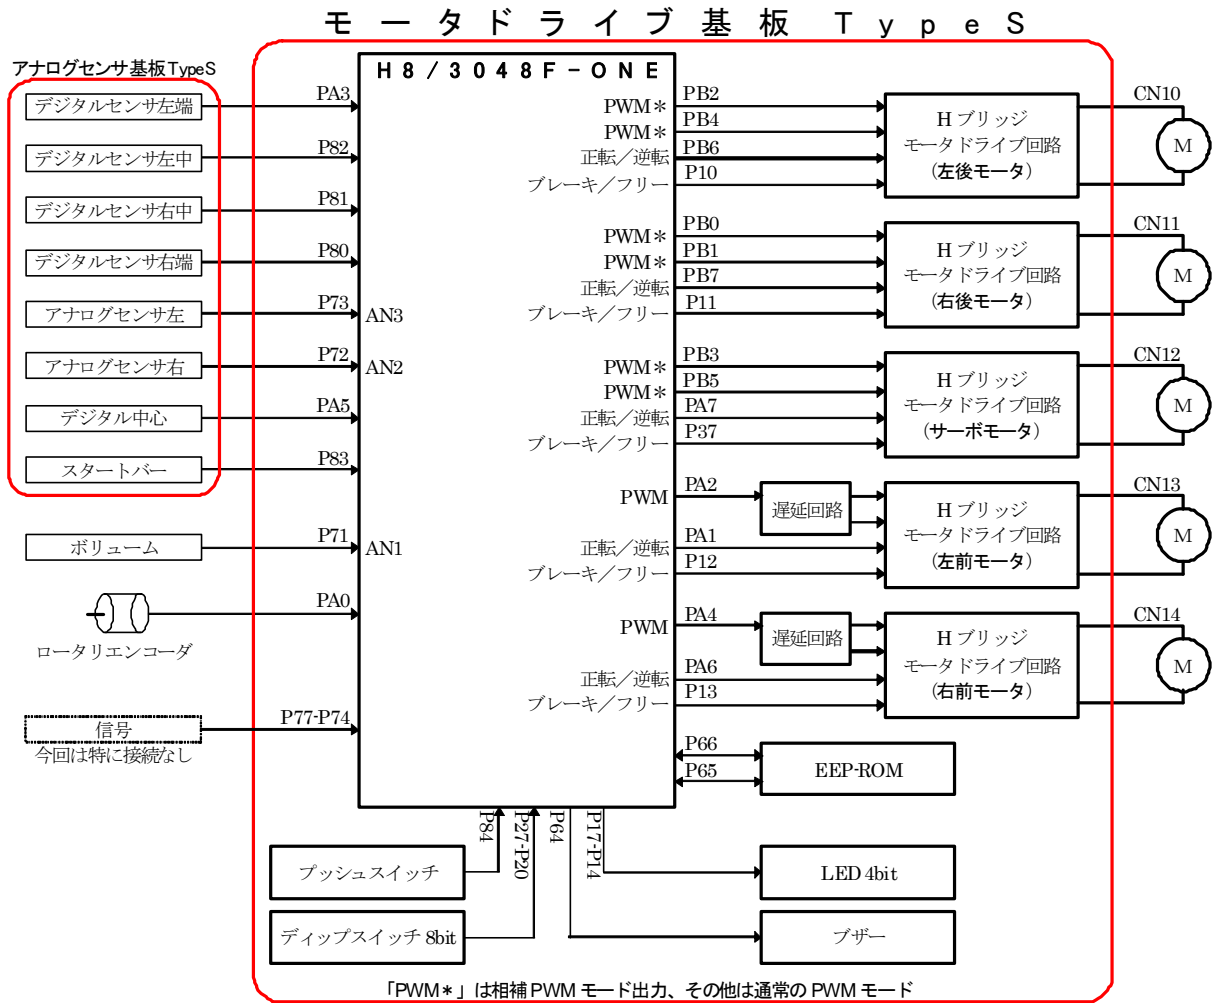 モータドライブ基板TypeS
アナログセンサ基板TypeS
H8/3048F-ONE
デジタルセンサ左端
PA3
デジタルセンサ左中
P82
デジタルセンサ右中
P81
デジタルセンサ右端
P80
アナログセンサ左
P73
AN3
アナログセンサ右
P72
AN2
デジタル中心
PA5
スタートバー
P83
ボリューム
P71
AN1
PA0
ロータリエンコーダ
信号
P77-P74
今回は特に接続なし
PWM*
PB2
PWM*
PB4
正転/逆転
PB6
ブレーキ/フリー
P10
Hブリッジ
モータドライブ回路
(左後モータ)
CN10
M
PWM*
PB0
PWM*
PB1
正転/逆転
PB7
ブレーキ/フリー
P11
Hブリッジ
モータドライブ回路
(右後モータ)
CN11
M
PWM*
PB3
PWM*
PB5
正転/逆転
PA7
ブレーキ/フリー
P37
Hブリッジ
モータドライブ回路
(サーボモータ)
CN12
M
PWM
PA2
遅延回路
正転/逆転
PA1
ブレーキ/フリー
P12
Hブリッジ
モータドライブ回路
(左前モータ)
CN13
M
PWM
PA4
遅延回路
正転/逆転
PA6
ブレーキ/フリー
P13
Hブリッジ
モータドライブ回路
(右前モータ)
CN14
M
P66
P65
EEP-ROM
P84
P27-P20
P64
P17-P14
プッシュスイッチ
LED 4bit
ディップスイッチ 8bit
ブザー
「PWM*」は相補PWMモード出力、その他は通常のPWMモード